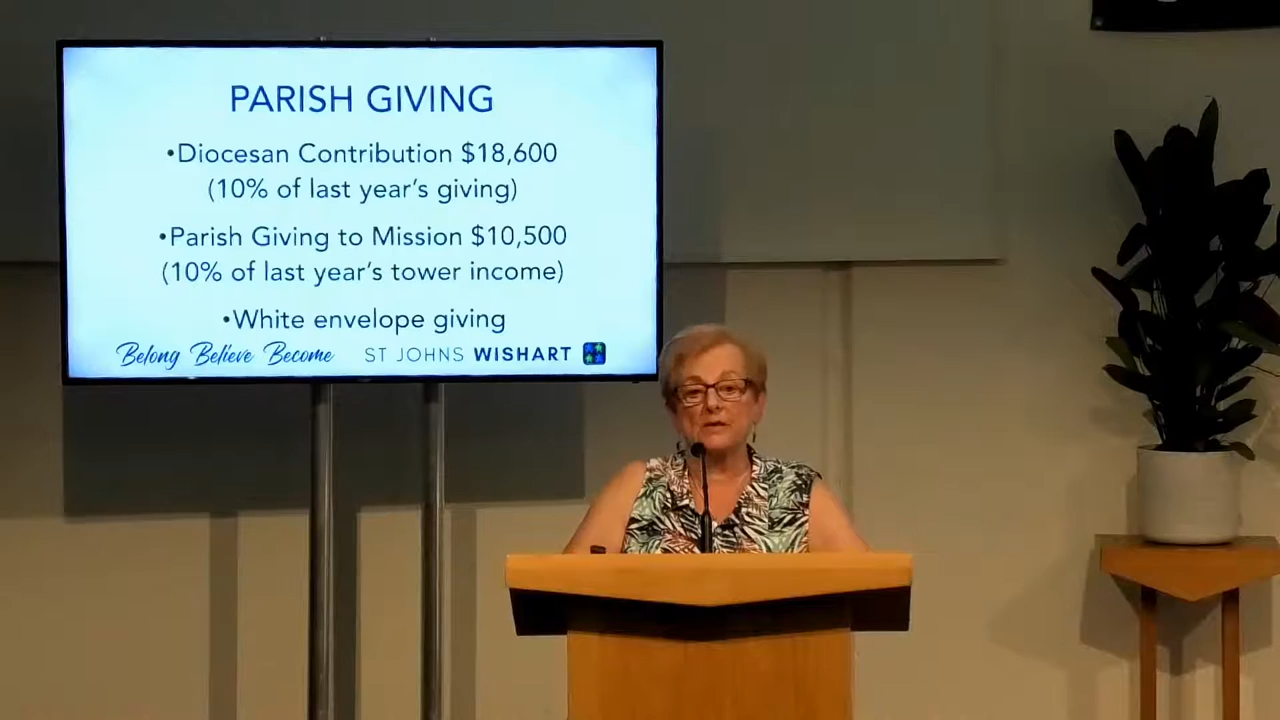 PARISH GIVING
•Diocesan Contribution $18,600
(10% of last year's giving)
•Parish Giving to Mission $10,500
(10% of last year's tower income)
•White envelope giving
Belong Believe Become ST JOHNS WISHART